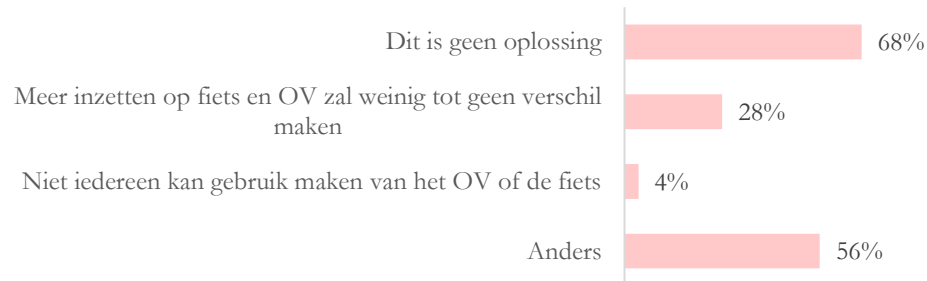 Dit is geen oplossing 68%
Meer inzetten op fiets en OV zal weinig tot geen verschil
maken 28%
Niet iedereen kan gebruik maken van het OV of de fiets 4%
Anders 56%